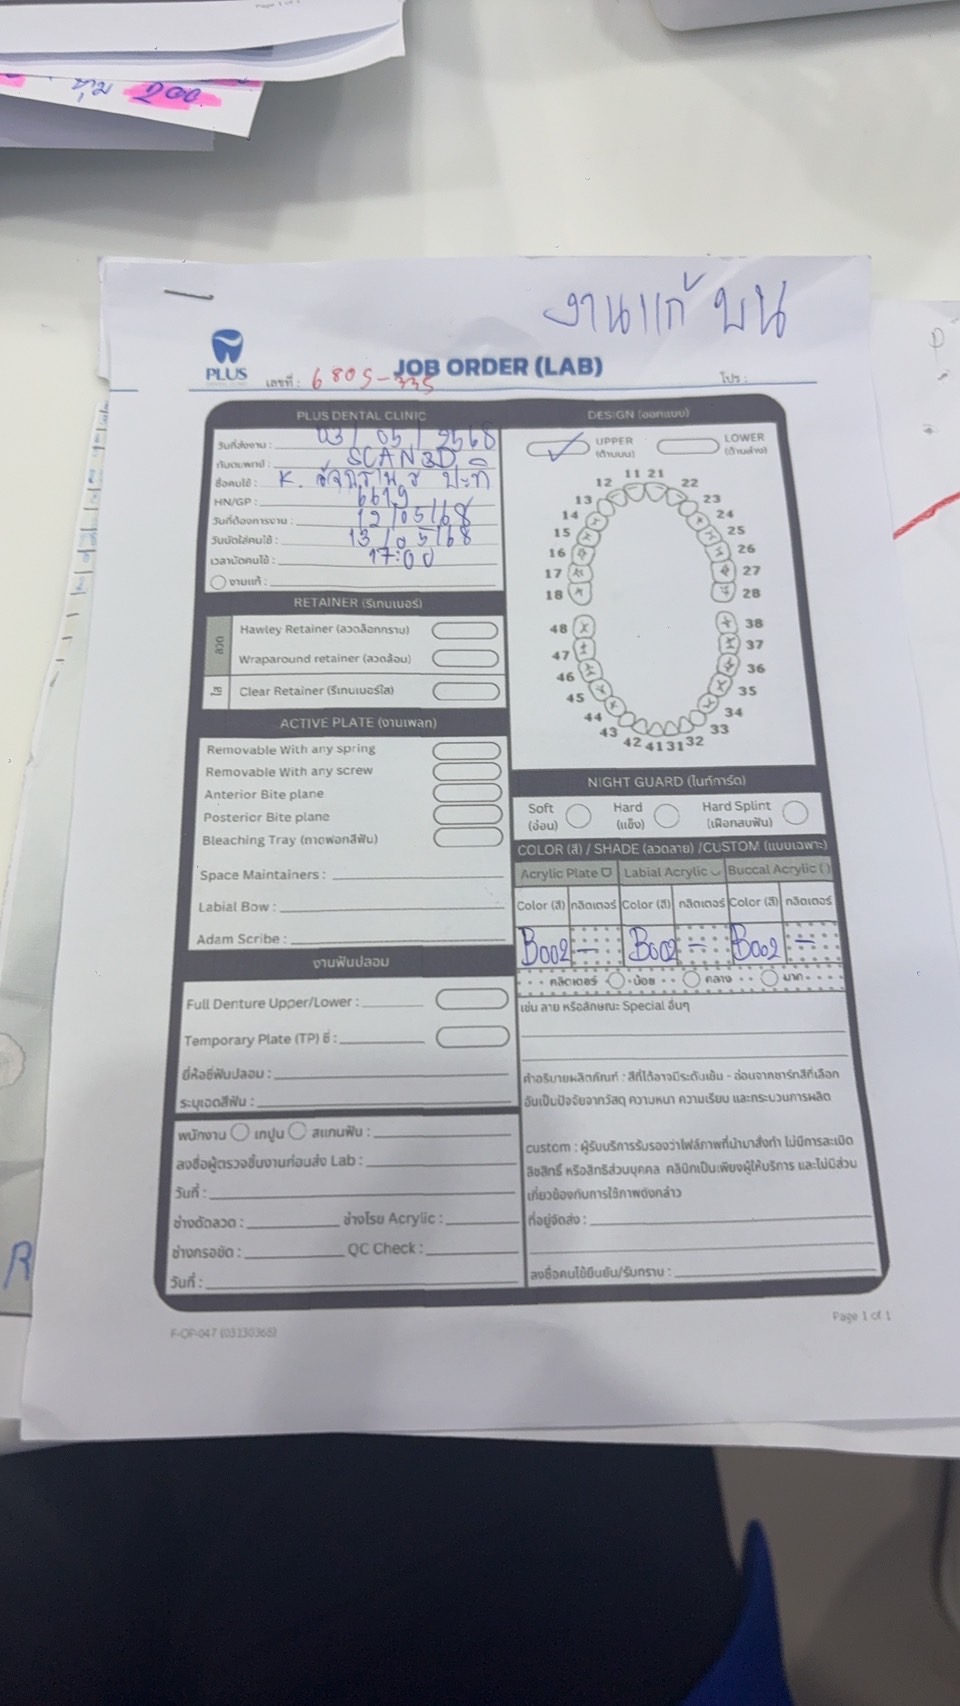 งานแก้ บน
PLUS
JOB ORDER (LAB)
เลขที่ : 6805-335
โปร :
PLUS DENTAL CLINIC
วันที่ส่งงาน : 03/05/2568
ทันตแพทย์ : SCAN3D
ชื่อคนไข้ : K.
HN/GP : 6619
วันที่ต้องการงาน : 12/05/68
วันนัดใส่คนไข้ : 13/05/68
เวลานัดคนไข้ : 17:00
งานแก้ :
RETAINER (รีเทนเนอร์)
ลวด
Hawley Retainer (ลวดล็อกกราม)
Wraparound retainer (ลวดล้อม)
ใส
Clear Retainer (รีเทนเนอร์ใส)
ACTIVE PLATE (งานเพลท)
Removable With any spring
Removable With any screw
Anterior Bite plane
Posterior Bite plane
Bleaching Tray (ถาดฟอกสีฟัน)
Space Maintainers :
Labial Bow :
Adam Scribe :
งานฟันปลอม
Full Denture Upper/Lower :
Temporary Plate (TP) ซี่ :
ยี่ห้อซี่ฟันปลอม :
ระบุเฉดสีฟัน :
พนักงาน เทปูน สแกนฟัน :
ลงชื่อผู้ตรวจชิ้นงานก่อนส่ง Lab :
วันที่ :
ช่างดัดลวด : ช่างโรย Acrylic :
ช่างกรอขัด : QC Check :
วันที่ :
DESIGN (ออกแบบ)
UPPER (ด้านบน)
LOWER (ด้านล่าง)
11 21
12 22
13 23
14 24
15 25
16 26
17 27
18 28
48 38
47 37
46 36
45 35
44 34
43 33
42 41 31 32
NIGHT GUARD (ไนท์การ์ด)
Soft (อ่อน)
Hard (แข็ง)
Hard Splint (เฝือกสบฟัน)
COLOR (สี) / SHADE (ลวดลาย) /CUSTOM (แบบเฉพาะ)
Acrylic Plate Labial Acrylic Buccal Acrylic ( )
Color (สี) กลิตเตอร์ Color (สี) กลิตเตอร์ Color (สี) กลิตเตอร์
B002 – B002 – B002 –
กลิตเตอร์ น้อย กลาง มาก
เช่น ลาย หรือลักษณะ Special อื่นๆ
คำอธิบายผลิตภัณฑ์ : สีที่ได้อาจมีระดับเข้ม - อ่อนจากชาร์ทสีที่เลือก
อันเป็นปัจจัยจากวัสดุ ความหนา ความเรียบ และกระบวนการผลิต
custom : ผู้รับบริการรับรองว่าไฟล์ภาพที่นำมาสั่งทำ ไม่มีการละเมิด
ลิขสิทธิ์ หรือสิทธิส่วนบุคคล คลินิกเป็นเพียงผู้ให้บริการ และไม่มีส่วน
เกี่ยวข้องกับการใช้ภาพดังกล่าว
ที่อยู่จัดส่ง :
ลงชื่อคนไข้ยืนยัน/รับทราบ :
F-OP-047 (03230368)
Page 1 of 1